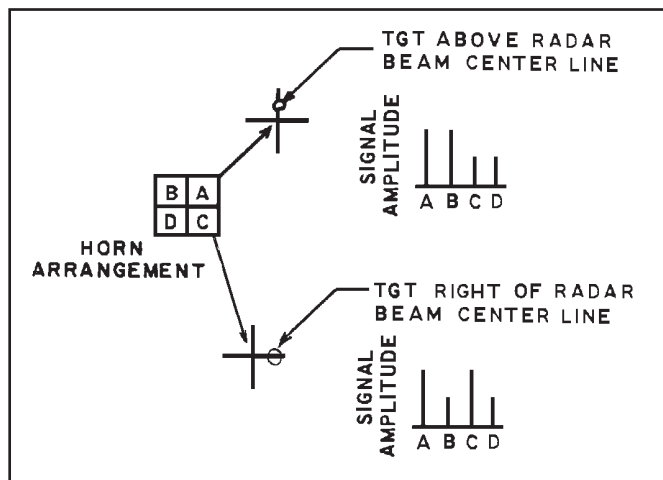 TGT ABOVE RADAR
BEAM CENTER LINE
SIGNAL
AMPLITUDE
A B C D
B A
D C
HORN
ARRANGEMENT
TGT RIGHT OF RADAR
BEAM CENTER LINE
SIGNAL
AMPLITUDE
A B C D